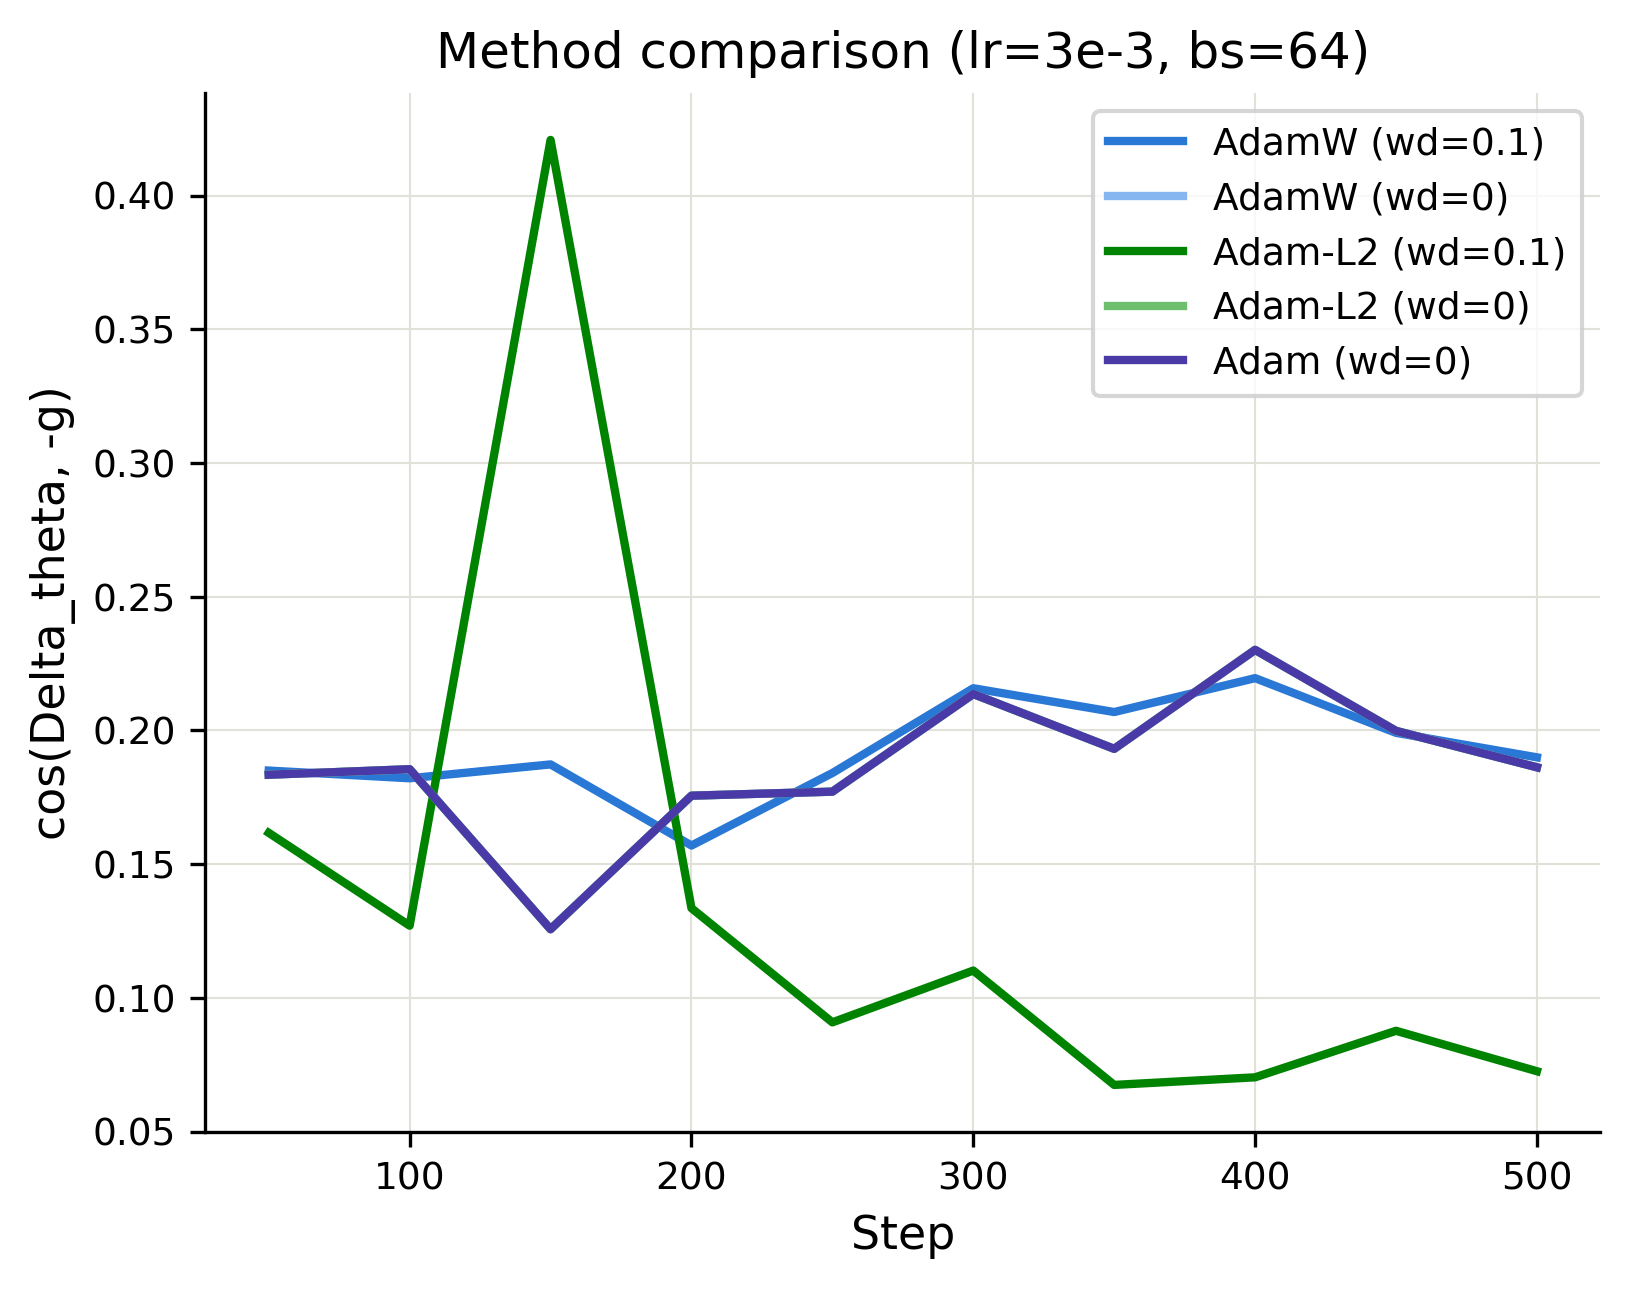 Method comparison (lr=3e-3, bs=64)
AdamW (wd=0.1)
AdamW (wd=0)
Adam-L2 (wd=0.1)
Adam-L2 (wd=0)
Adam (wd=0)
cos(Delta_theta, -g)
0.40
0.35
0.30
0.25
0.20
0.15
0.10
0.05
100 200 300 400 500
Step